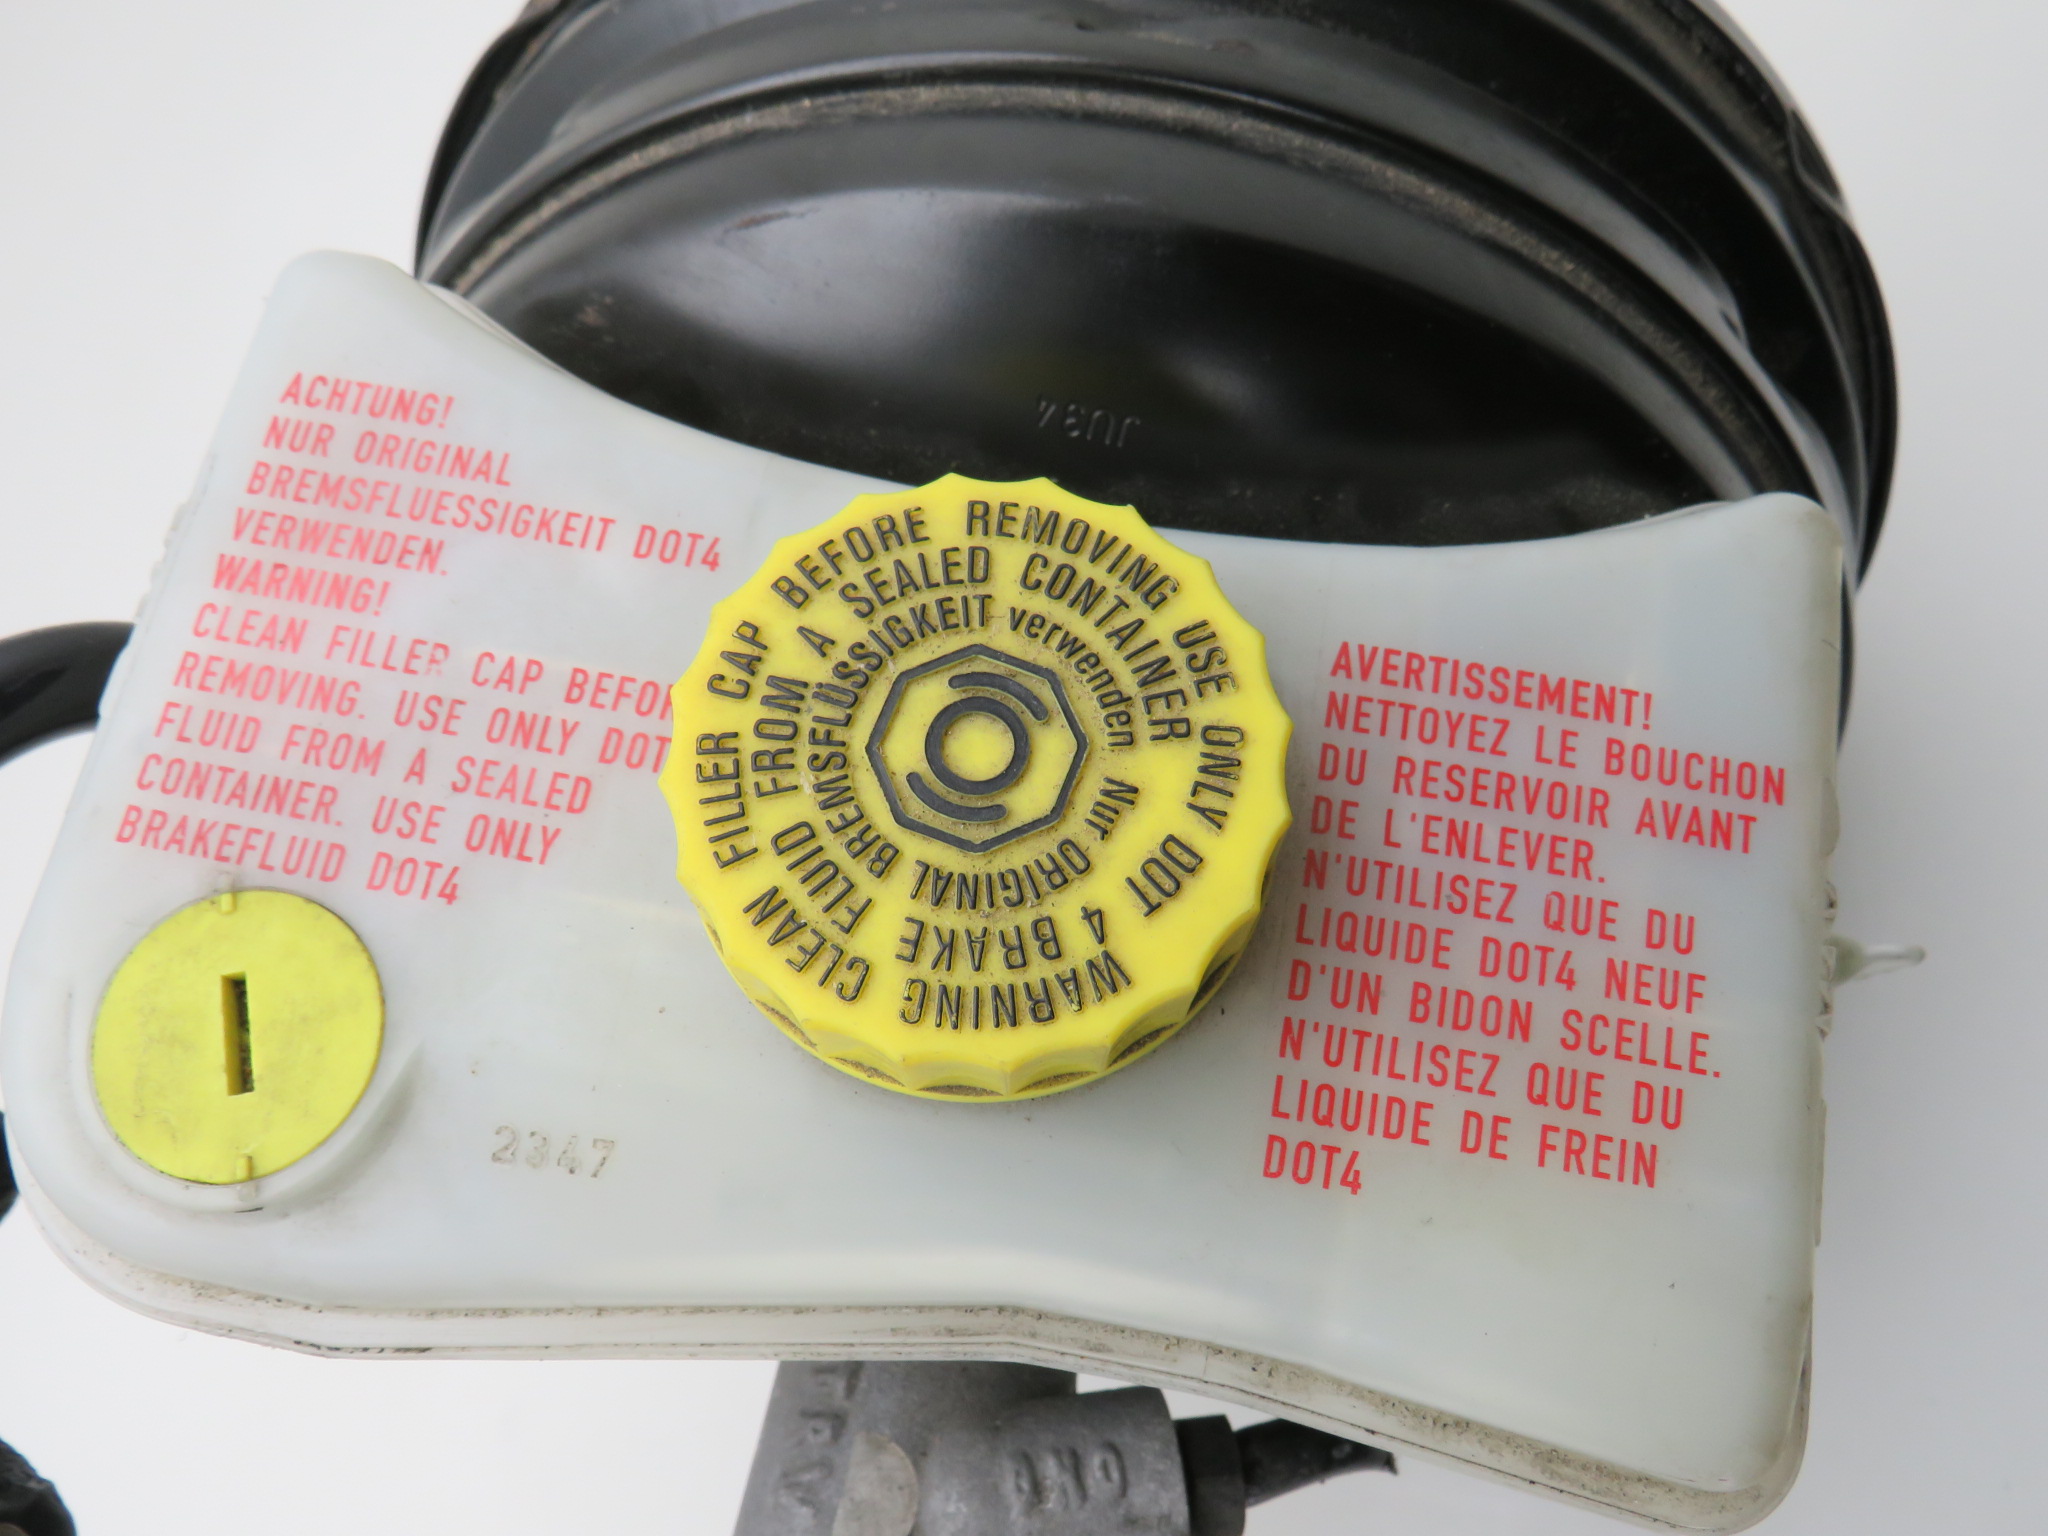 ACHTUNG!
NUR ORIGINAL
BREMSFLUESSIGKEIT DOT4
VERWENDEN.
WARNING!
CLEAN FILLER CAP BEFOR
REMOVING. USE ONLY DOT
FLUID FROM A SEALED
CONTAINER. USE ONLY
BRAKEFLUID DOT4
WARNING CLEAN FILLER CAP BEFORE REMOVING USE ONLY DOT
4 BRAKE FLUID FROM A SEALED CONTAINER
Nur ORIGINAL BREMSFLÜSSIGKEIT verwenden
AVERTISSEMENT!
NETTOYEZ LE BOUCHON
DU RESERVOIR AVANT
DE L'ENLEVER.
N'UTILISEZ QUE DU
LIQUIDE DOT4 NEUF
D'UN BIDON SCELLE.
N'UTILISEZ QUE DU
LIQUIDE DE FREIN
DOT4
2347
JU34